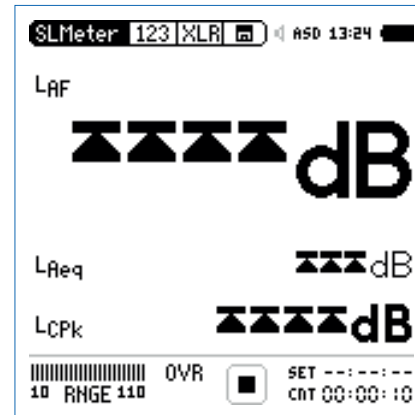 SLMeter 123 XLR ASD 13:24
LAF
dB
LAeq dB
LCPk dB
OVR SET --:--:--
10 RNGE 110 CNT 00:00:10